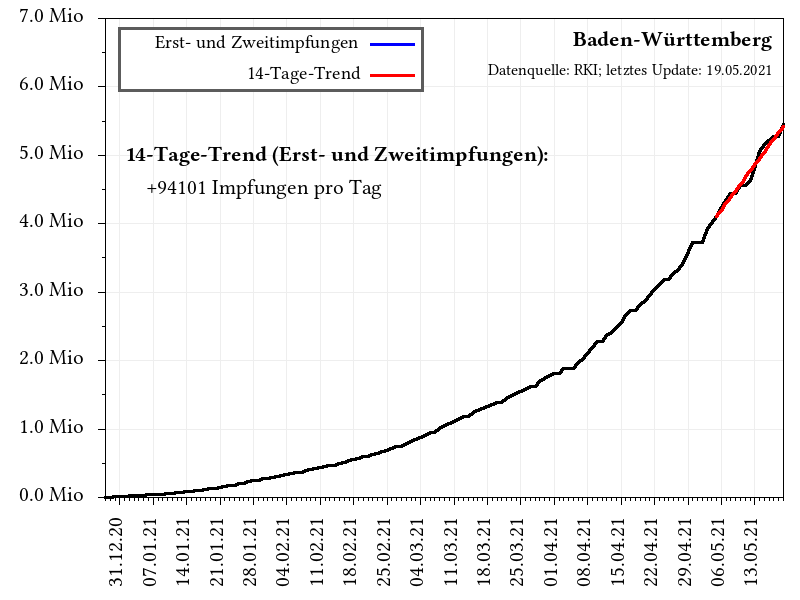 7.0 Mio
6.0 Mio
5.0 Mio
4.0 Mio
3.0 Mio
2.0 Mio
1.0 Mio
0.0 Mio
Erst- und Zweitimpfungen
14-Tage-Trend
Baden-Württemberg
Datenquelle: RKI; letztes Update: 19.05.2021
14-Tage-Trend (Erst- und Zweitimpfungen):
+94101 Impfungen pro Tag
31.12.20
07.01.21
14.01.21
21.01.21
28.01.21
04.02.21
11.02.21
18.02.21
25.02.21
04.03.21
11.03.21
18.03.21
25.03.21
01.04.21
08.04.21
15.04.21
22.04.21
29.04.21
06.05.21
13.05.21